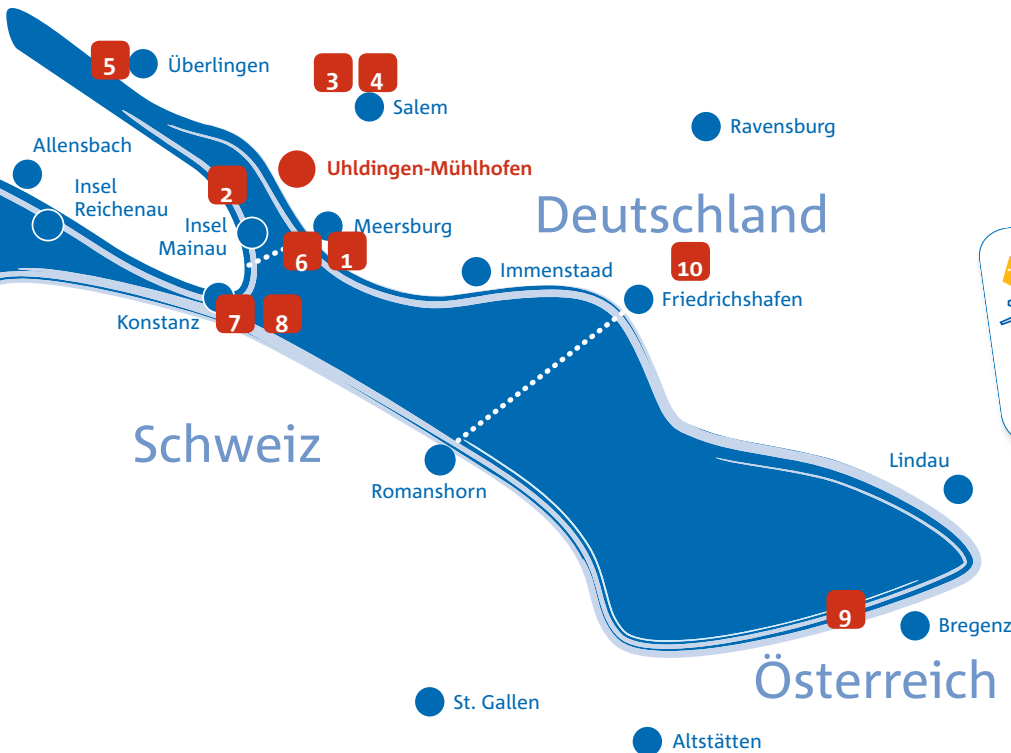 5
Überlingen
3
4
Salem
Ravensburg
Allensbach
Uhldingen-Mühlhofen
Insel
Reichenau
2
Deutschland
Insel
Mainau
Meersburg
6
1
10
Immenstaad
Friedrichshafen
Konstanz
7
8
Schweiz
Lindau
Romanshorn
9
Bregenz
Österreich
St. Gallen
Altstätten